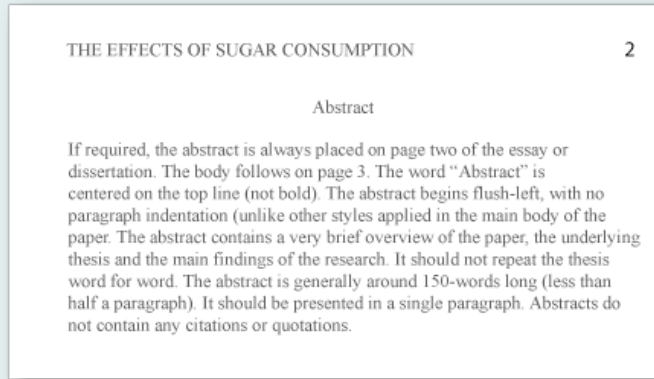 THE EFFECTS OF SUGAR CONSUMPTION 2
Abstract
If required, the abstract is always placed on page two of the essay or
dissertation. The body follows on page 3. The word “Abstract” is
centered on the top line (not bold). The abstract begins flush-left, with no
paragraph indentation (unlike other styles applied in the main body of the
paper. The abstract contains a very brief overview of the paper, the underlying
thesis and the main findings of the research. It should not repeat the thesis
word for word. The abstract is generally around 150-words long (less than
half a paragraph). It should be presented in a single paragraph. Abstracts do
not contain any citations or quotations.